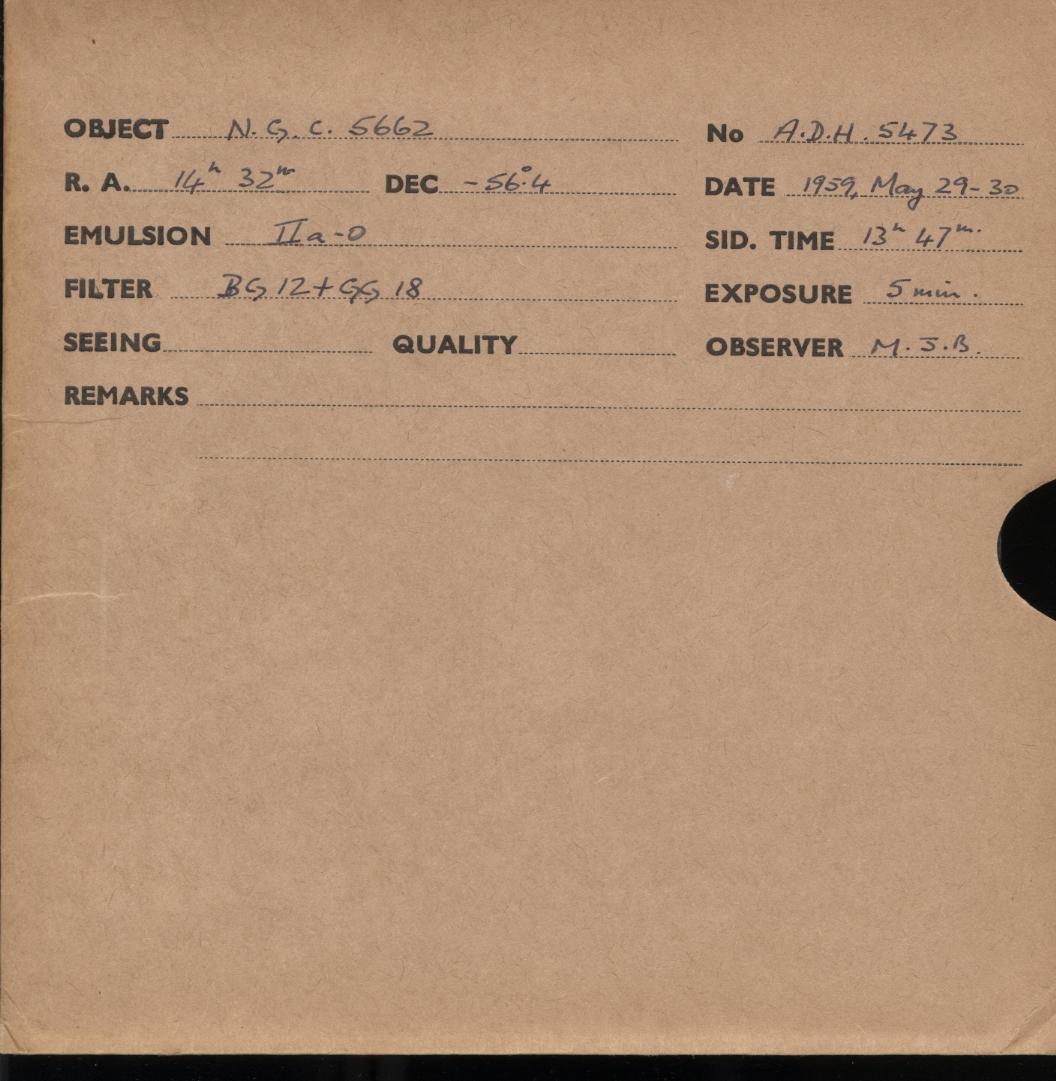 OBJECT N.G.C. 5662 No A.D.H. 5473
R. A. 14h 32m DEC -56°.4 DATE 1959, May 29-30
EMULSION IIa-O SID. TIME 13h 47m.
FILTER BG 12 + GG 18 EXPOSURE 5 min.
SEEING QUALITY OBSERVER M.J.B.
REMARKS